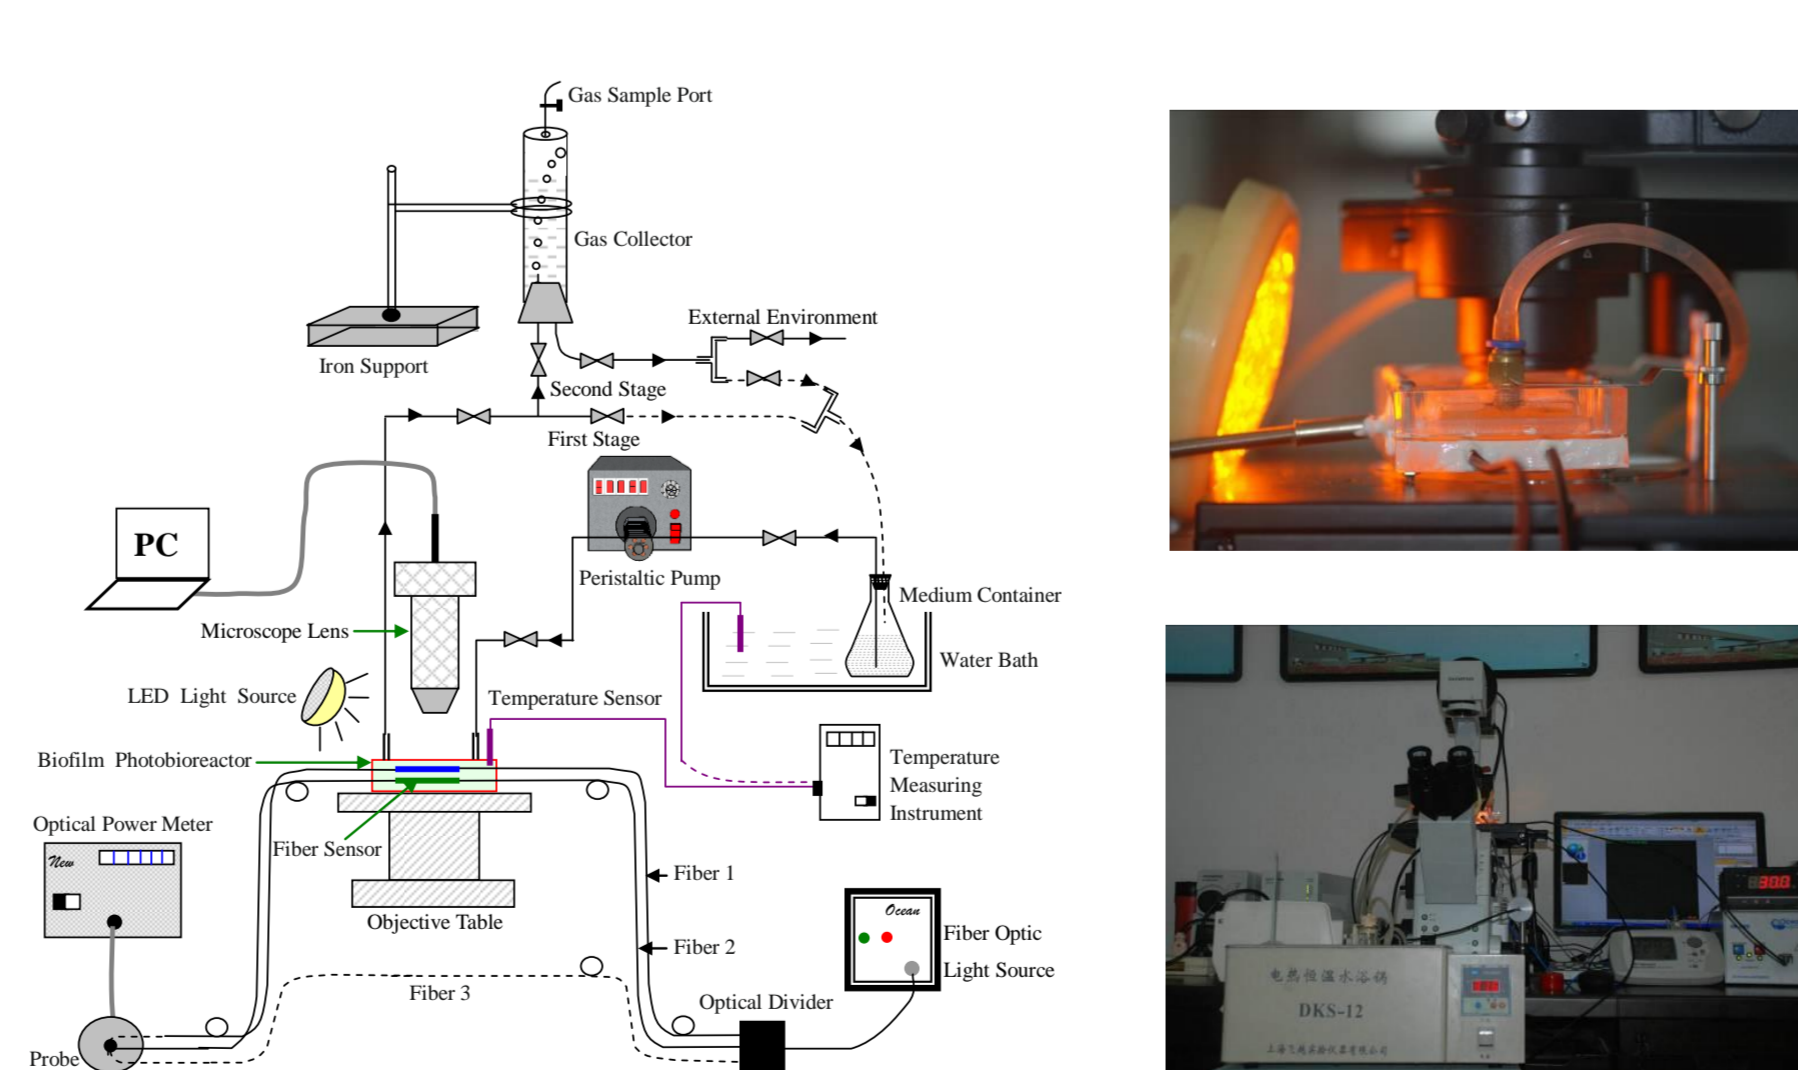 Gas Sample Port
Gas Collector
External Environment
Iron Support
Second Stage
First Stage
PC
Peristaltic Pump
Medium Container
Microscope Lens
Water Bath
LED Light Source
Temperature Sensor
Biofilm Photobioreactor
Temperature
Measuring
Instrument
Optical Power Meter
New
Fiber Sensor
Fiber 1
Objective Table
Ocean
Fiber Optic
Fiber 2
Light Source
Fiber 3
Optical Divider
Probe
30.0
电热恒温水浴锅
DKS-12